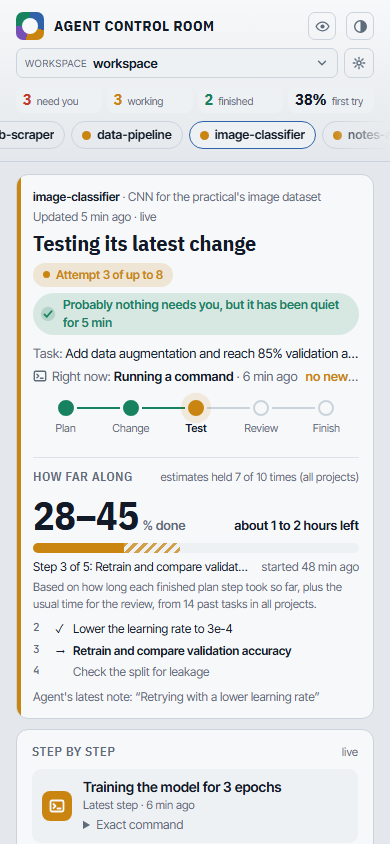 AGENT CONTROL ROOM
WORKSPACE workspace
3 need you 3 working 2 finished 38% first try
b-scraper data-pipeline image-classifier notes-
image-classifier · CNN for the practical's image dataset
Updated 5 min ago · live
Testing its latest change
Attempt 3 of up to 8
Probably nothing needs you, but it has been quiet
for 5 min
Task: Add data augmentation and reach 85% validation a...
Right now: Running a command · 6 min ago no new...
Plan Change Test Review Finish
HOW FAR ALONG estimates held 7 of 10 times (all projects)
28–45 % done about 1 to 2 hours left
Step 3 of 5: Retrain and compare validat... started 48 min ago
Based on how long each finished plan step took so far, plus the
usual time for the review, from 14 past tasks in all projects.
2 ✓ Lower the learning rate to 3e-4
3 → Retrain and compare validation accuracy
4 Check the split for leakage
Agent's latest note: “Retrying with a lower learning rate”
STEP BY STEP live
Training the model for 3 epochs
Latest step · 6 min ago
▶ Exact command